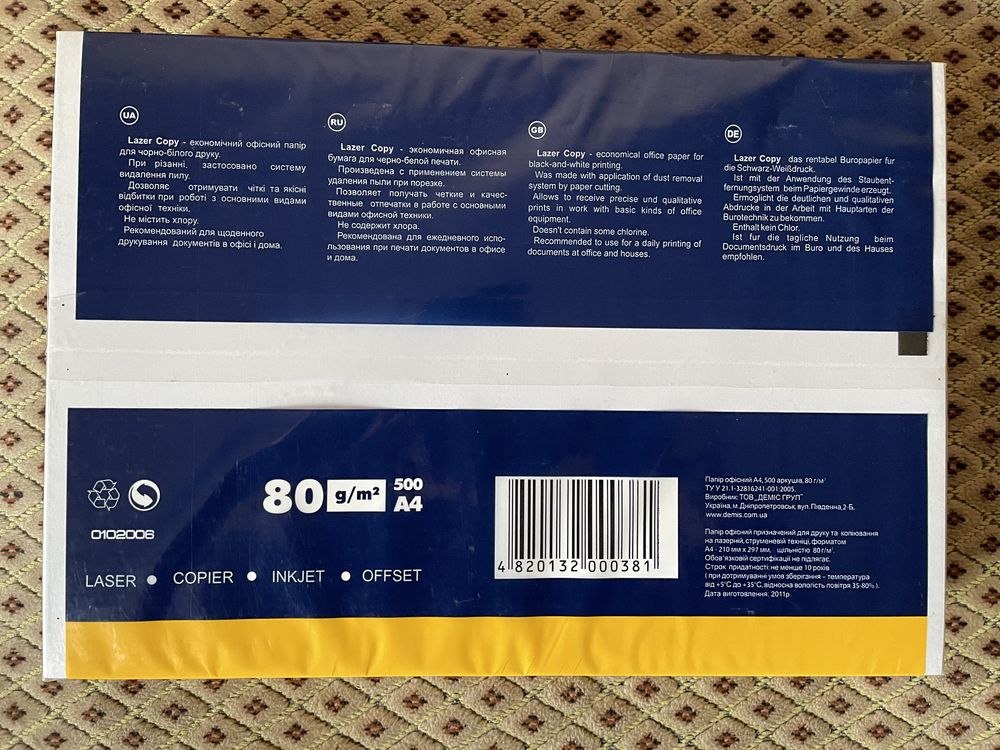 UA
Lazer Copy - економічний офісний папір
для чорно-білого друку.
При різанні, застосовано систему
видалення пилу.
Дозволяє отримувати чіткі та якісні
відбитки при роботі з основними видами
офісної техніки.
Не містить хлору.
Рекомендований для щоденного
друкування документів в офісі і дома.
RU
Lazer Copy - экономичная офисная
бумага для черно-белой печати.
Произведена с применением системы
удаления пыли при порезке.
Позволяет получать четкие и качес-
твенные отпечатки в работе с основными
видами офисной техники.
Не содержит хлора.
Рекомендована для ежедневного испо-
льзования при печати документов в офисе
и дома.
GB
Lazer Copy - economical office paper for
black-and-white printing.
Was made with application of dust removal
system by paper cutting.
Allows to receive precise und qualitative
prints in work with basic kinds of office
equipment.
Doesn't contain some chlorine.
Recommended to use for a daily printing of
documents at office and houses.
DE
Lazer Copy das rentabel Buropapier fur
die Schwarz-Weißdruck.
Ist mit der Anwendung des Staubent-
fernungsystem beim Papiergewinde erzeugt.
Ermoglicht die deutlichen und qualitativen
Abdrucke in der Arbeit mit Hauptarten der
Burotechnik zu bekommen.
Enthalt kein Chlor.
Ist fur die tagliche Nutzung beim
Documentsdruck im Buro und des Hauses
empfohlen.
0102006
80 g/m² 500
A4
LASER • COPIER • INKJET • OFFSET
4 820132 000381
Папір офісний А4, 500 аркушів, 80 г/м²
ТУ У 21.1-32816241-001:2005.
Виробник: ТОВ „ДЕМІС ГРУП"
Україна, м. Дніпропетровськ, вул. Південна,2-Б,
www.demis.com.ua
Папір офісний призначений для друку та копіювання
на лазерній, струменевій техніці, форматом
А4 - 210 мм х 297 мм, щільністю 80 г/м².
Обов'язковій сертифікації не підлягає.
Строк придатності: не менше 10 років
( при дотримуванні умов зберігання – температура
від +5°С до +35°С, відносна вологість повітря 35-80% ).
Дата виготовлення: 2011р.